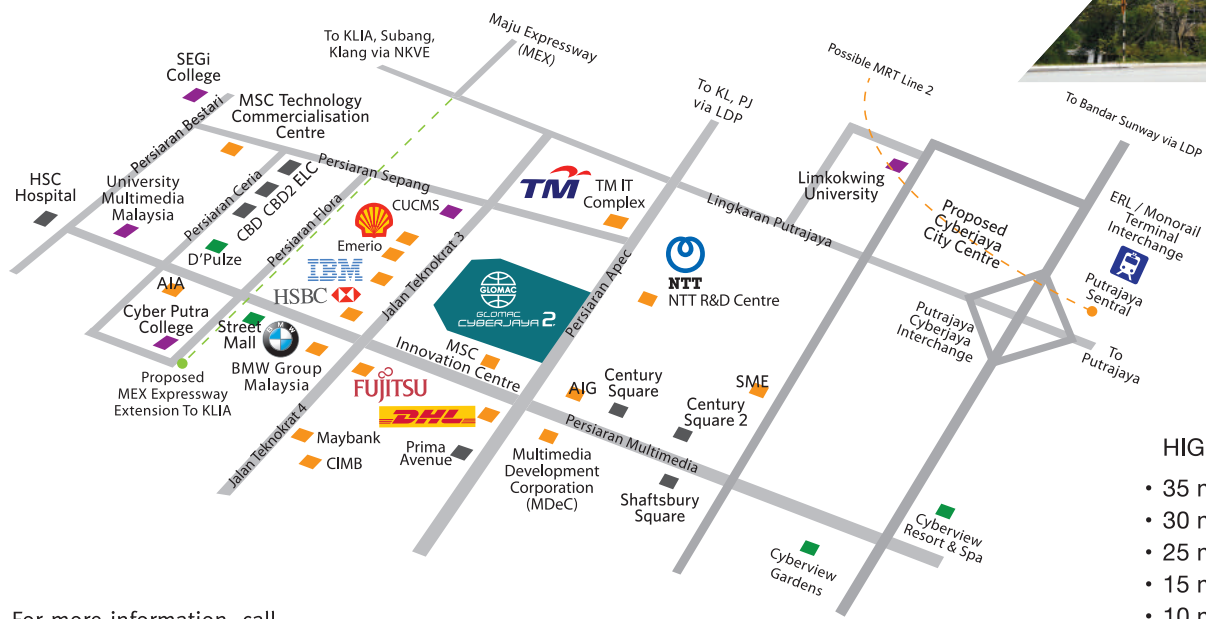 To KLIA, Subang,
Klang via NKVE
Maju Expressway
(MEX)
SEGi
College
MSC Technology
Commercialisation
Centre
Persiaran Bestari
To KL, PJ
via LDP
Possible MRT Line 2
To Bandar Sunway via LDP
HSC
Hospital
University
Multimedia
Malaysia
Persiaran Ceria
CBD
CBD2
ELC
D'Pulze
Persiaran Sepang
Persiaran Flora
CUCMS
Emerio
IBM
HSBC
Jalan Teknokrat 3
TM
TM IT
Complex
NTT
NTT R&D Centre
Persiaran Apec
Lingkaran Putrajaya
Limkokwing
University
Proposed
Cyberjaya
City Centre
ERL / Monorail
Terminal
Interchange
Putrajaya
Sentral
Putrajaya
Cyberjaya
Interchange
To
Putrajaya
GLOMAC
GLOMAC
CYBERJAYA 2
AIA
Cyber Putra
College
Street
Mall
BMW
BMW Group
Malaysia
Proposed
MEX Expressway
Extension To KLIA
MSC
Innovation Centre
FUJITSU
DHL
Jalan Teknokrat 4
Maybank
CIMB
Prima
Avenue
AIG
Century
Square
SME
Century
Square 2
Multimedia
Development
Corporation
(MDeC)
Persiaran Multimedia
Shaftsbury
Square
Cyberview
Gardens
Cyberview
Resort & Spa
HIG
• 35
• 30
• 25
• 15
• 10
For more information, call